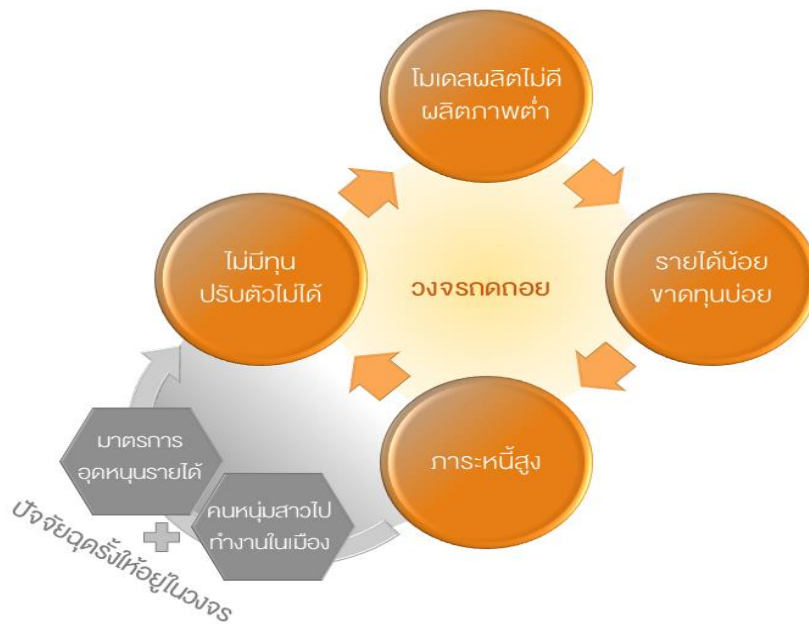 โมเดลผลิตไม่ดี
ผลิตภาพต่ำ
ไม่มีทุน
ปรับตัวไม่ได้
วงจรถดถอย
รายได้น้อย
ขาดทุนบ่อย
ภาระหนี้สูง
มาตรการ
อุดหนุนรายได้
คนหนุ่มสาวไป
ทำงานในเมือง
ปัจจัยฉุดรั้งให้อยู่ในวงจร